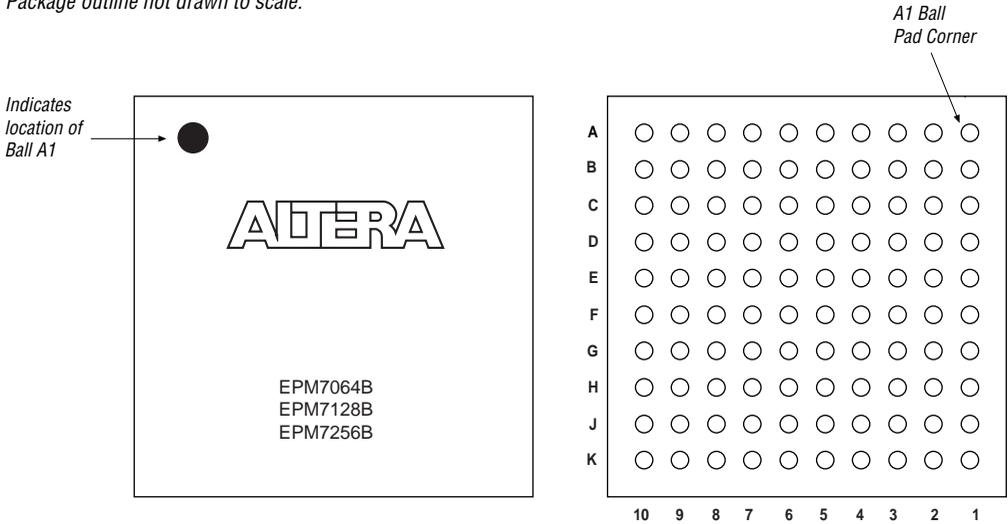 Package outline not drawn to scale.
A1 Ball
Pad Corner
Indicates
location of
Ball A1
ALTERA
EPM7064B
EPM7128B
EPM7256B
A
B
C
D
E
F
G
H
J
K
10 9 8 7 6 5 4 3 2 1